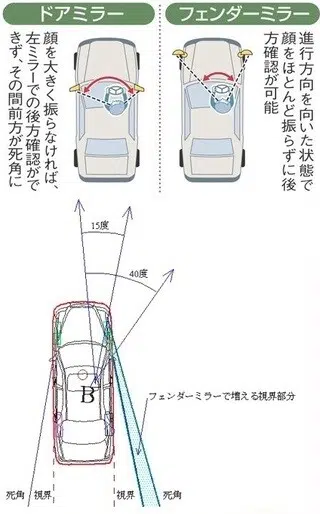 ドアミラー
顔を大きく振らなければ、
左ミラーでの後方確認がで
きず、その間前方が死角に
フェンダーミラー
進行方向を向いた状態で
顔をほとんど振らずに後
方確認が可能
15度
40度
B
フェンダーミラーで増える視界部分
死角 視界 視界 死角